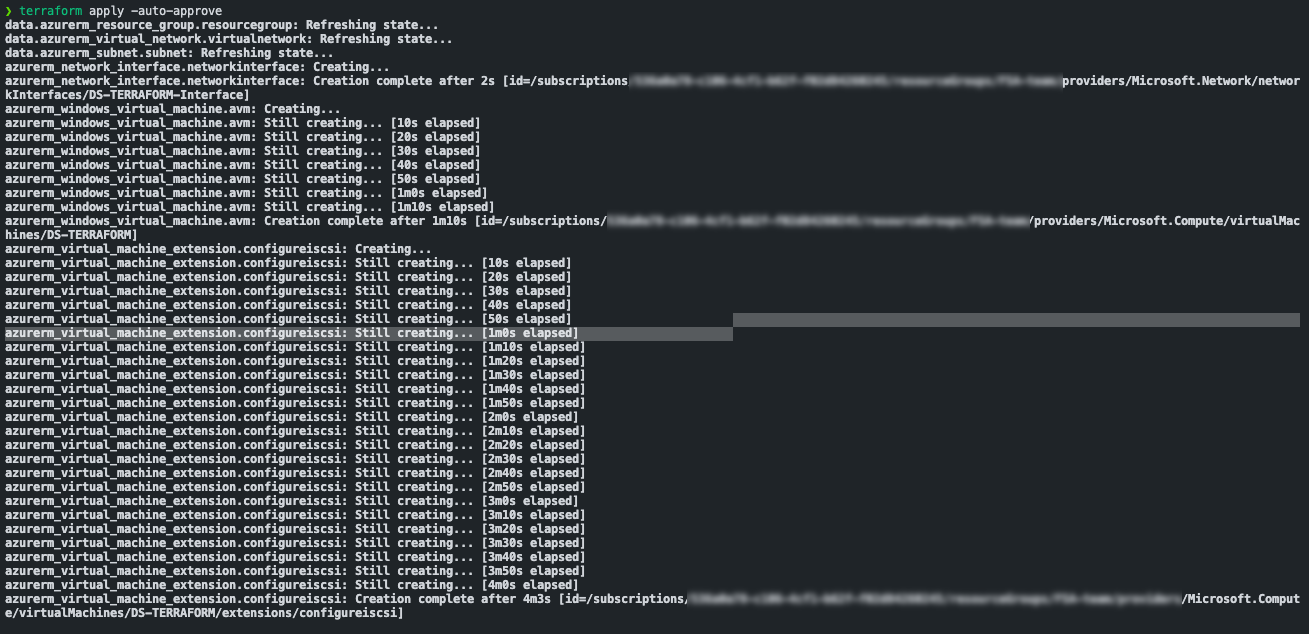 ❯ terraform apply -auto-approve
data.azurerm_resource_group.resourcegroup: Refreshing state...
data.azurerm_virtual_network.virtualnetwork: Refreshing state...
data.azurerm_subnet.subnet: Refreshing state...
azurerm_network_interface.networkinterface: Creating...
azurerm_network_interface.networkinterface: Creation complete after 2s [id=/subscriptions providers/Microsoft.Network/networ
kInterfaces/DS-TERRAFORM-Interface]
azurerm_windows_virtual_machine.avm: Creating...
azurerm_windows_virtual_machine.avm: Still creating... [10s elapsed]
azurerm_windows_virtual_machine.avm: Still creating... [20s elapsed]
azurerm_windows_virtual_machine.avm: Still creating... [30s elapsed]
azurerm_windows_virtual_machine.avm: Still creating... [40s elapsed]
azurerm_windows_virtual_machine.avm: Still creating... [50s elapsed]
azurerm_windows_virtual_machine.avm: Still creating... [1m0s elapsed]
azurerm_windows_virtual_machine.avm: Still creating... [1m10s elapsed]
azurerm_windows_virtual_machine.avm: Creation complete after 1m10s [id=/subscriptions/ /providers/Microsoft.Compute/virtualMac
hines/DS-TERRAFORM]
azurerm_virtual_machine_extension.configureiscsi: Creating...
azurerm_virtual_machine_extension.configureiscsi: Still creating... [10s elapsed]
azurerm_virtual_machine_extension.configureiscsi: Still creating... [20s elapsed]
azurerm_virtual_machine_extension.configureiscsi: Still creating... [30s elapsed]
azurerm_virtual_machine_extension.configureiscsi: Still creating... [40s elapsed]
azurerm_virtual_machine_extension.configureiscsi: Still creating... [50s elapsed]
azurerm_virtual_machine_extension.configureiscsi: Still creating... [1m0s elapsed]
azurerm_virtual_machine_extension.configureiscsi: Still creating... [1m10s elapsed]
azurerm_virtual_machine_extension.configureiscsi: Still creating... [1m20s elapsed]
azurerm_virtual_machine_extension.configureiscsi: Still creating... [1m30s elapsed]
azurerm_virtual_machine_extension.configureiscsi: Still creating... [1m40s elapsed]
azurerm_virtual_machine_extension.configureiscsi: Still creating... [1m50s elapsed]
azurerm_virtual_machine_extension.configureiscsi: Still creating... [2m0s elapsed]
azurerm_virtual_machine_extension.configureiscsi: Still creating... [2m10s elapsed]
azurerm_virtual_machine_extension.configureiscsi: Still creating... [2m20s elapsed]
azurerm_virtual_machine_extension.configureiscsi: Still creating... [2m30s elapsed]
azurerm_virtual_machine_extension.configureiscsi: Still creating... [2m40s elapsed]
azurerm_virtual_machine_extension.configureiscsi: Still creating... [2m50s elapsed]
azurerm_virtual_machine_extension.configureiscsi: Still creating... [3m0s elapsed]
azurerm_virtual_machine_extension.configureiscsi: Still creating... [3m10s elapsed]
azurerm_virtual_machine_extension.configureiscsi: Still creating... [3m20s elapsed]
azurerm_virtual_machine_extension.configureiscsi: Still creating... [3m30s elapsed]
azurerm_virtual_machine_extension.configureiscsi: Still creating... [3m40s elapsed]
azurerm_virtual_machine_extension.configureiscsi: Still creating... [3m50s elapsed]
azurerm_virtual_machine_extension.configureiscsi: Still creating... [4m0s elapsed]
azurerm_virtual_machine_extension.configureiscsi: Creation complete after 4m3s [id=/subscriptions/ /Microsoft.Comput
e/virtualMachines/DS-TERRAFORM/extensions/configureiscsi]